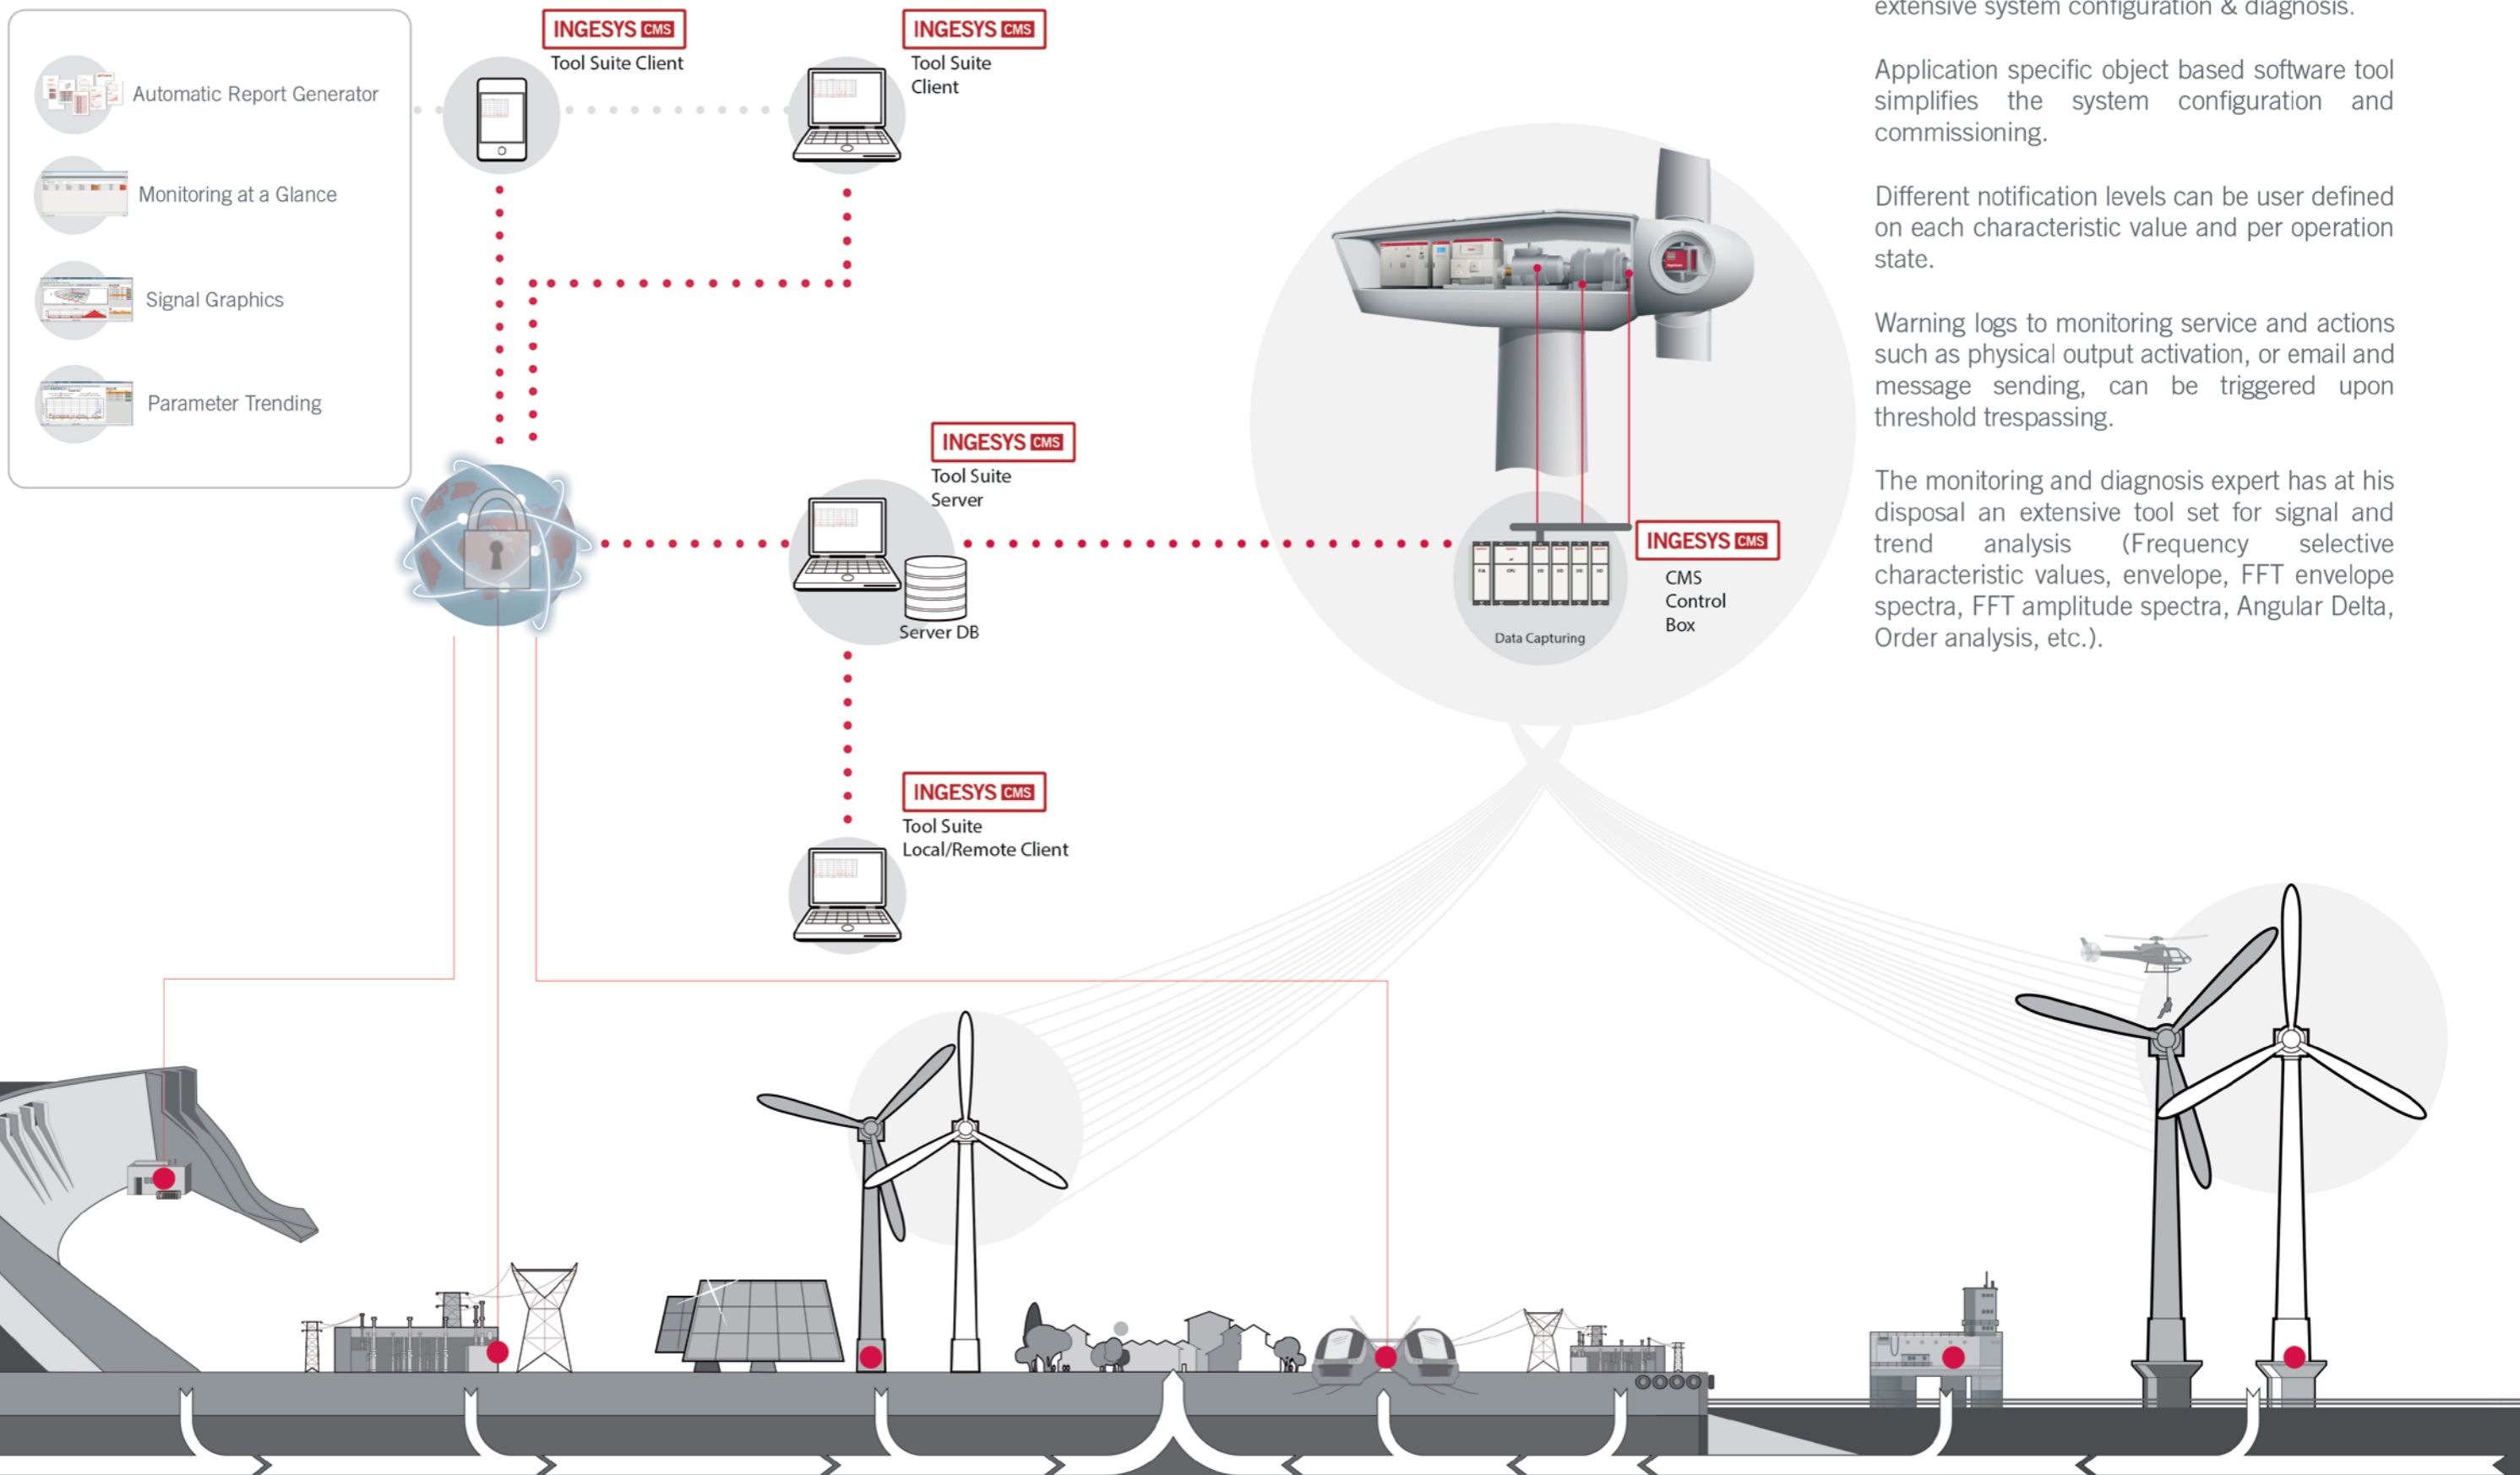 Automatic Report Generator
Monitoring at a Glance
Signal Graphics
Parameter Trending
INGESYS CMS
Tool Suite Client
INGESYS CMS
Tool Suite
Client
INGESYS CMS
Tool Suite
Server
Server DB
INGESYS CMS
Tool Suite
Local/Remote Client
INGESYS CMS
CMS
Control
Box
CPU
I/O
I/O
I/O
I/O
Data Capturing
extensive system configuration & diagnosis.
Application specific object based software tool
simplifies the system configuration and
commissioning.
Different notification levels can be user defined
on each characteristic value and per operation
state.
Warning logs to monitoring service and actions
such as physical output activation, or email and
message sending, can be triggered upon
threshold trespassing.
The monitoring and diagnosis expert has at his
disposal an extensive tool set for signal and
trend analysis (Frequency selective
characteristic values, envelope, FFT envelope
spectra, FFT amplitude spectra, Angular Delta,
Order analysis, etc.).